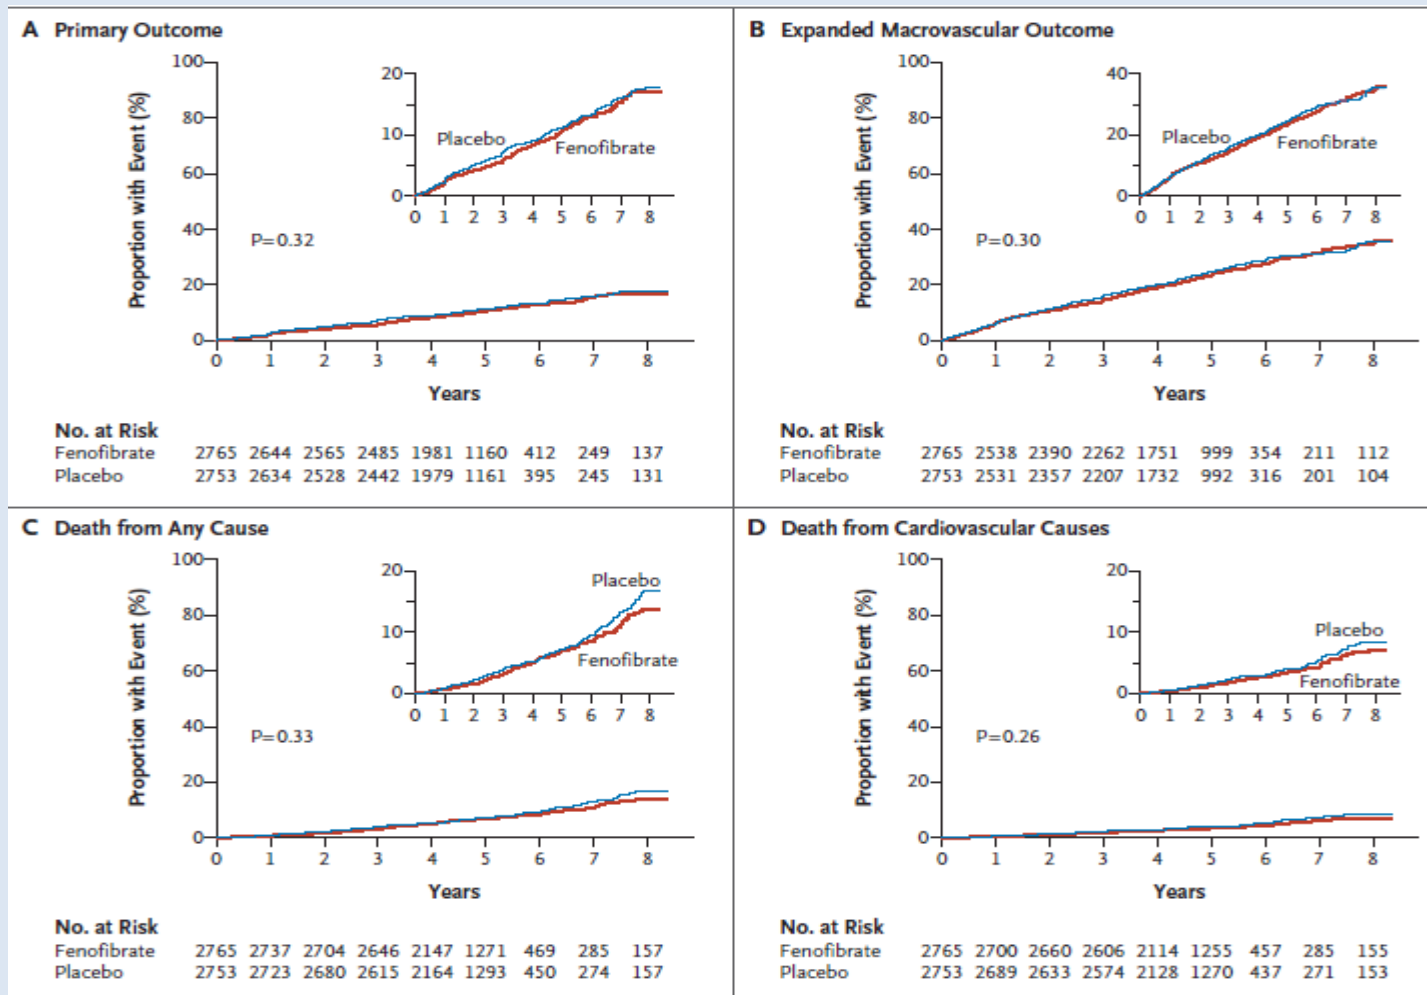 A Primary Outcome
Proportion with Event (%)
100
80
60
40
20
0
P=0.32
20
10
0
Placebo
Fenofibrate
0 1 2 3 4 5 6 7 8
0 1 2 3 4 5 6 7 8
Years
No. at Risk
Fenofibrate 2765 2644 2565 2485 1981 1160 412 249 137
Placebo 2753 2634 2528 2442 1979 1161 395 245 131
B Expanded Macrovascular Outcome
Proportion with Event (%)
100
80
60
40
20
0
P=0.30
40
20
0
Placebo
Fenofibrate
0 1 2 3 4 5 6 7 8
0 1 2 3 4 5 6 7 8
Years
No. at Risk
Fenofibrate 2765 2538 2390 2262 1751 999 354 211 112
Placebo 2753 2531 2357 2207 1732 992 316 201 104
C Death from Any Cause
Proportion with Event (%)
100
80
60
40
20
0
P=0.33
20
10
0
Placebo
Fenofibrate
0 1 2 3 4 5 6 7 8
0 1 2 3 4 5 6 7 8
Years
No. at Risk
Fenofibrate 2765 2737 2704 2646 2147 1271 469 285 157
Placebo 2753 2723 2680 2615 2164 1293 450 274 157
D Death from Cardiovascular Causes
Proportion with Event (%)
100
80
60
40
20
0
P=0.26
20
10
0
Placebo
Fenofibrate
0 1 2 3 4 5 6 7 8
0 1 2 3 4 5 6 7 8
Years
No. at Risk
Fenofibrate 2765 2700 2660 2606 2114 1255 457 285 155
Placebo 2753 2689 2633 2574 2128 1270 437 271 153